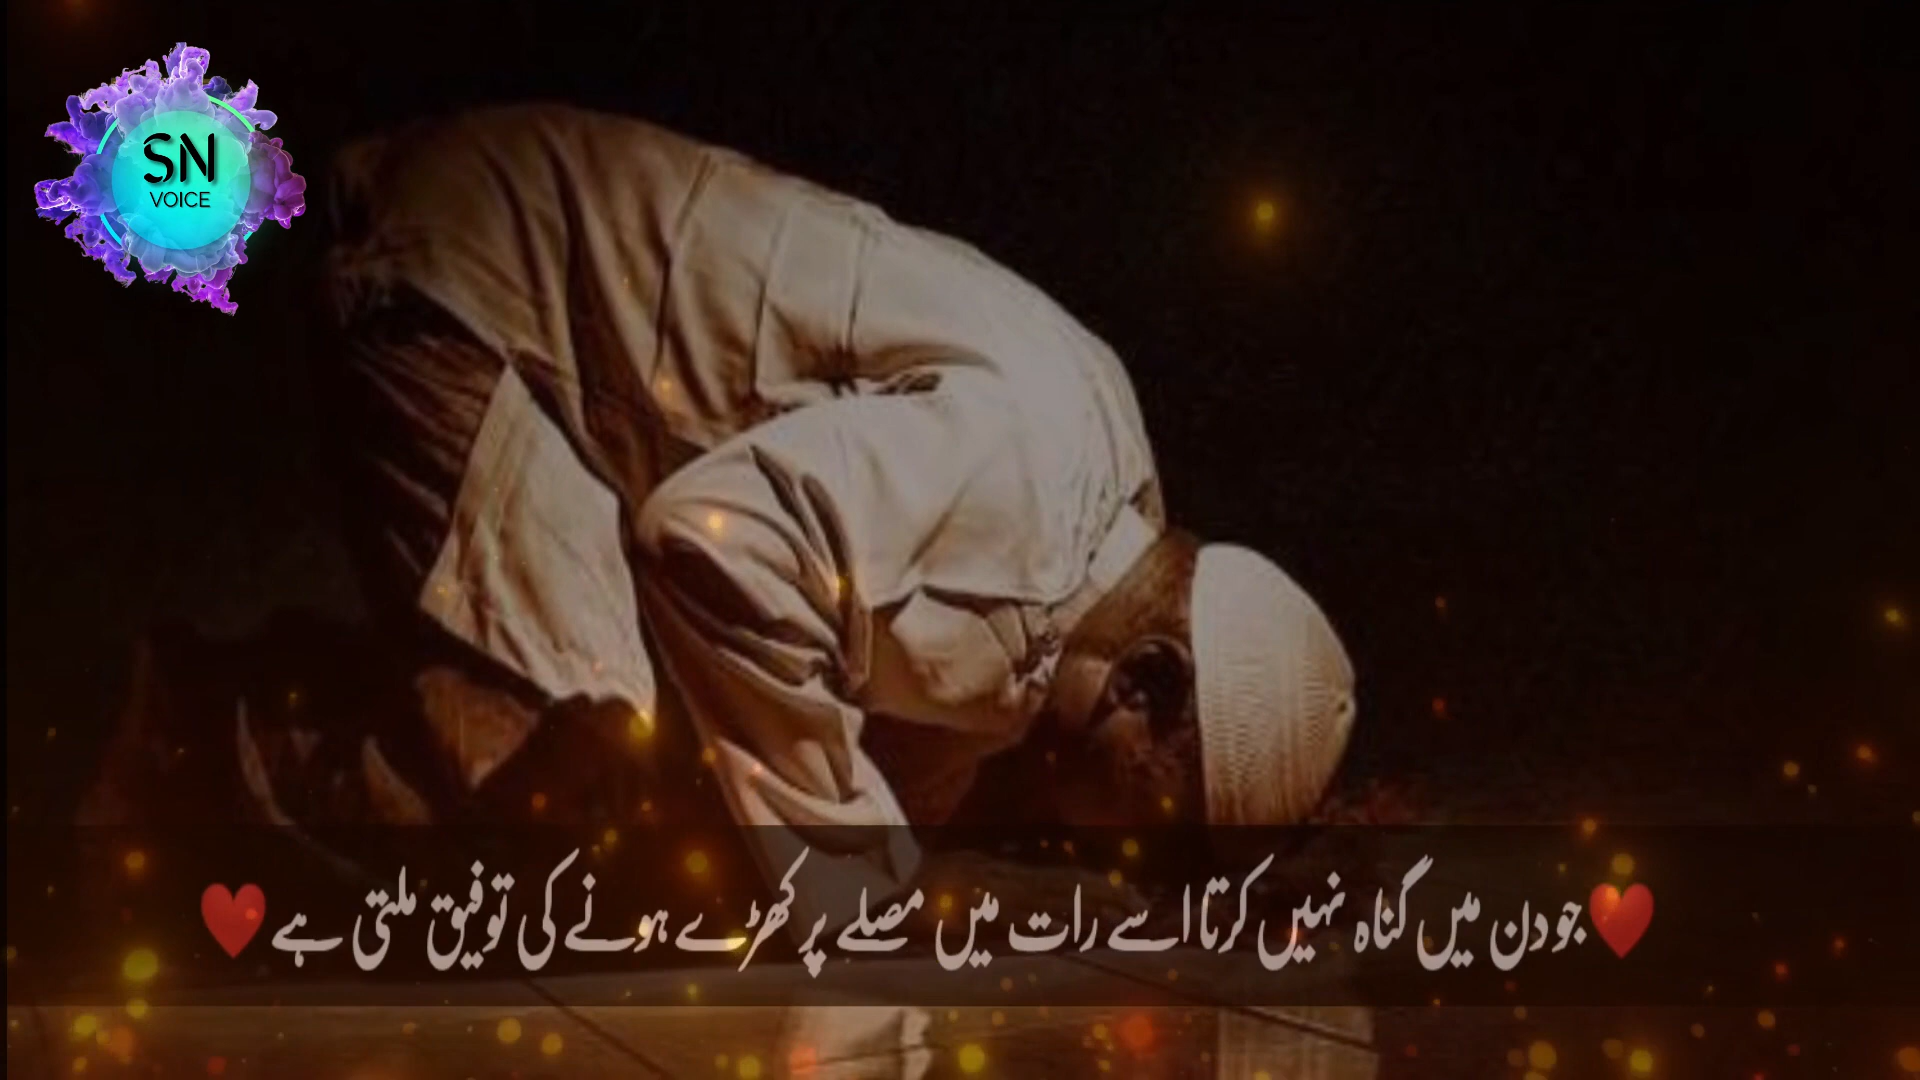 SN
VOICE
❤️جو دن میں گناہ نہیں کرتا اسے رات میں مصلے پر کھڑے ہونے کی توفیق ملتی ہے❤️